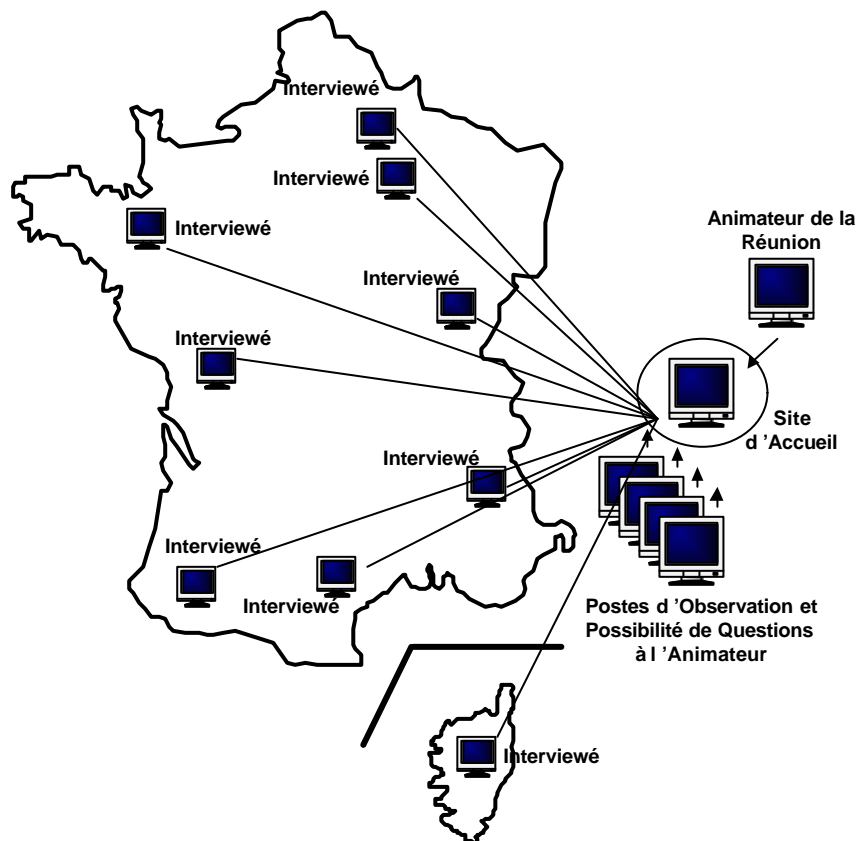 Interviewé
Interviewé
Interviewé
Animateur de la
Réunion
Interviewé
Interviewé
Site
d ’Accueil
Interviewé
Interviewé
Interviewé
Postes d ’Observation et
Possibilité de Questions
à l ’Animateur
Interviewé